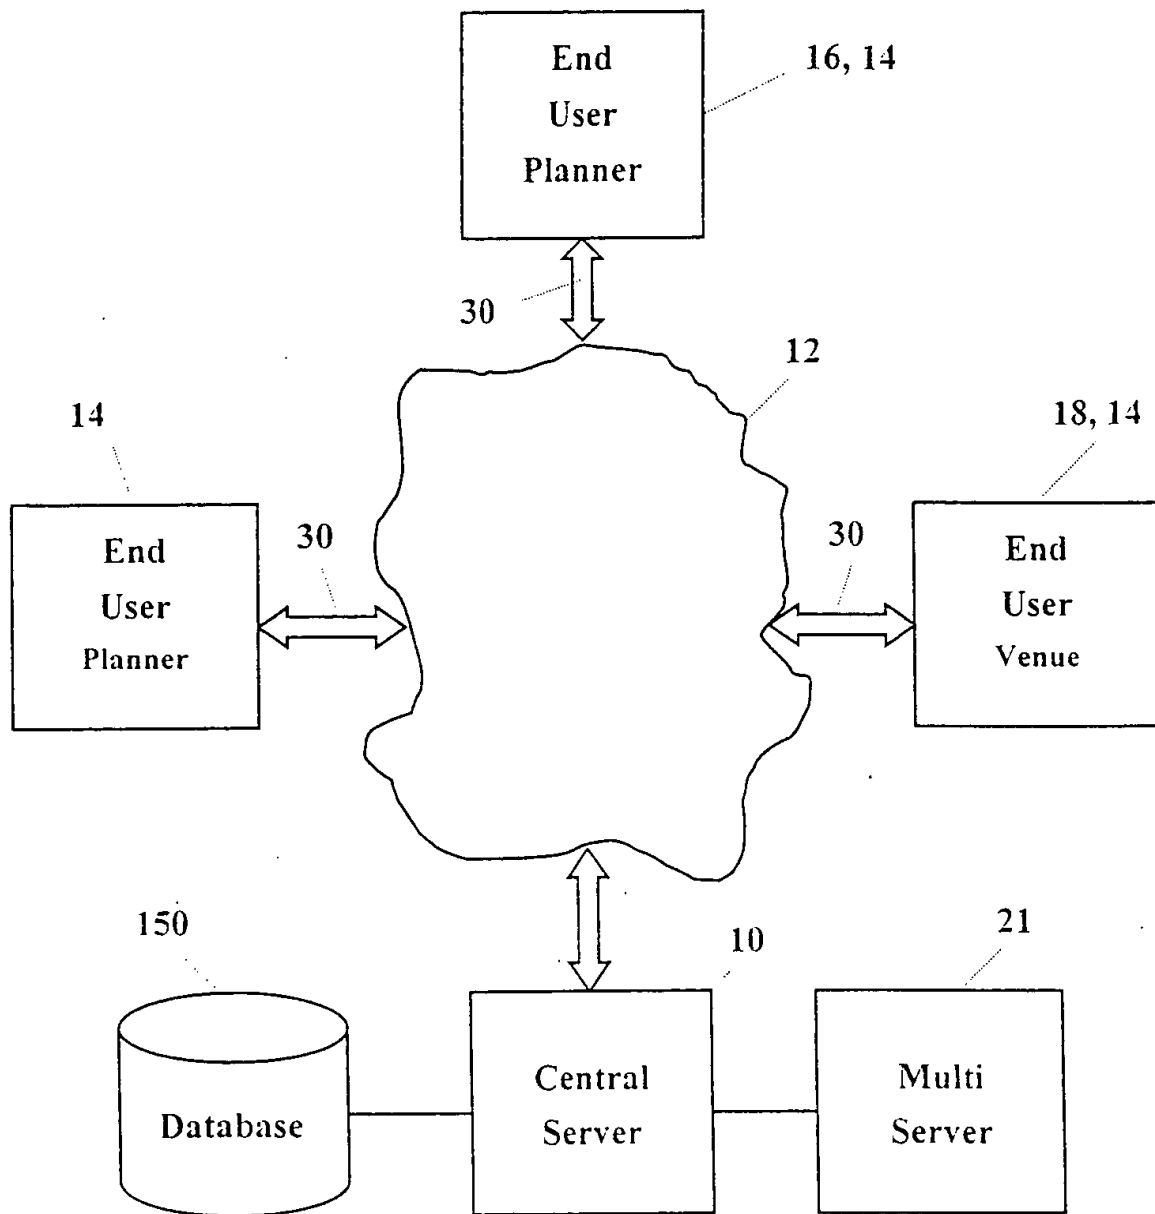 End
User
Planner
16, 14
30
12
14
18, 14
End
User
Planner
30
30
End
User
Venue
150
10
21
Database
Central
Server
Multi
Server